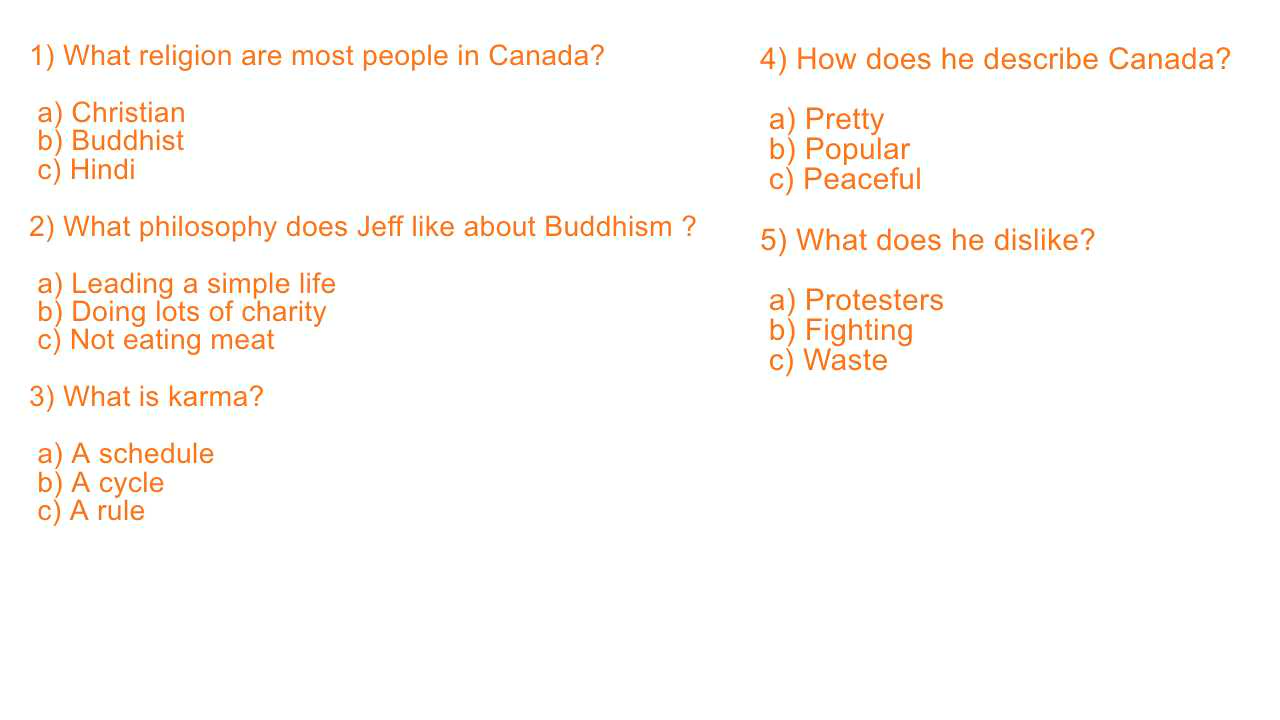 1) What religion are most people in Canada?
a) Christian
b) Buddhist
c) Hindi
2) What philosophy does Jeff like about Buddhism ?
a) Leading a simple life
b) Doing lots of charity
c) Not eating meat
3) What is karma?
a) A schedule
b) A cycle
c) A rule
4) How does he describe Canada?
a) Pretty
b) Popular
c) Peaceful
5) What does he dislike?
a) Protesters
b) Fighting
c) Waste